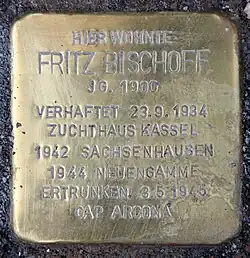 HIER WOHNTE
FRITZ BISCHOFF
JG. 1900
VERHAFTET 23.9.1934
ZUCHTHAUS KASSEL
1942 SACHSENHAUSEN
1944 NEUENGAMME
ERTRUNKEN 3.5.1945
CAP ARCONA